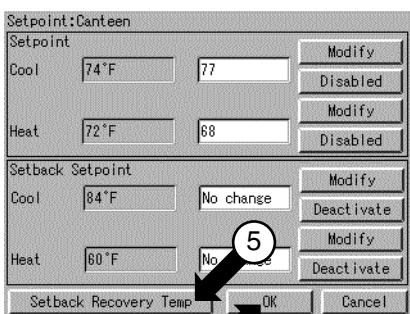 Setpoint:Canteen
Setpoint
Modify
Cool 74°F 77
Disabled
Modify
Heat 72°F 68
Disabled
Setback Setpoint
Modify
Cool 84°F No change
Deactivate
5
Modify
Heat 60°F No
Deactivate
Setback Recovery Temp OK Cancel